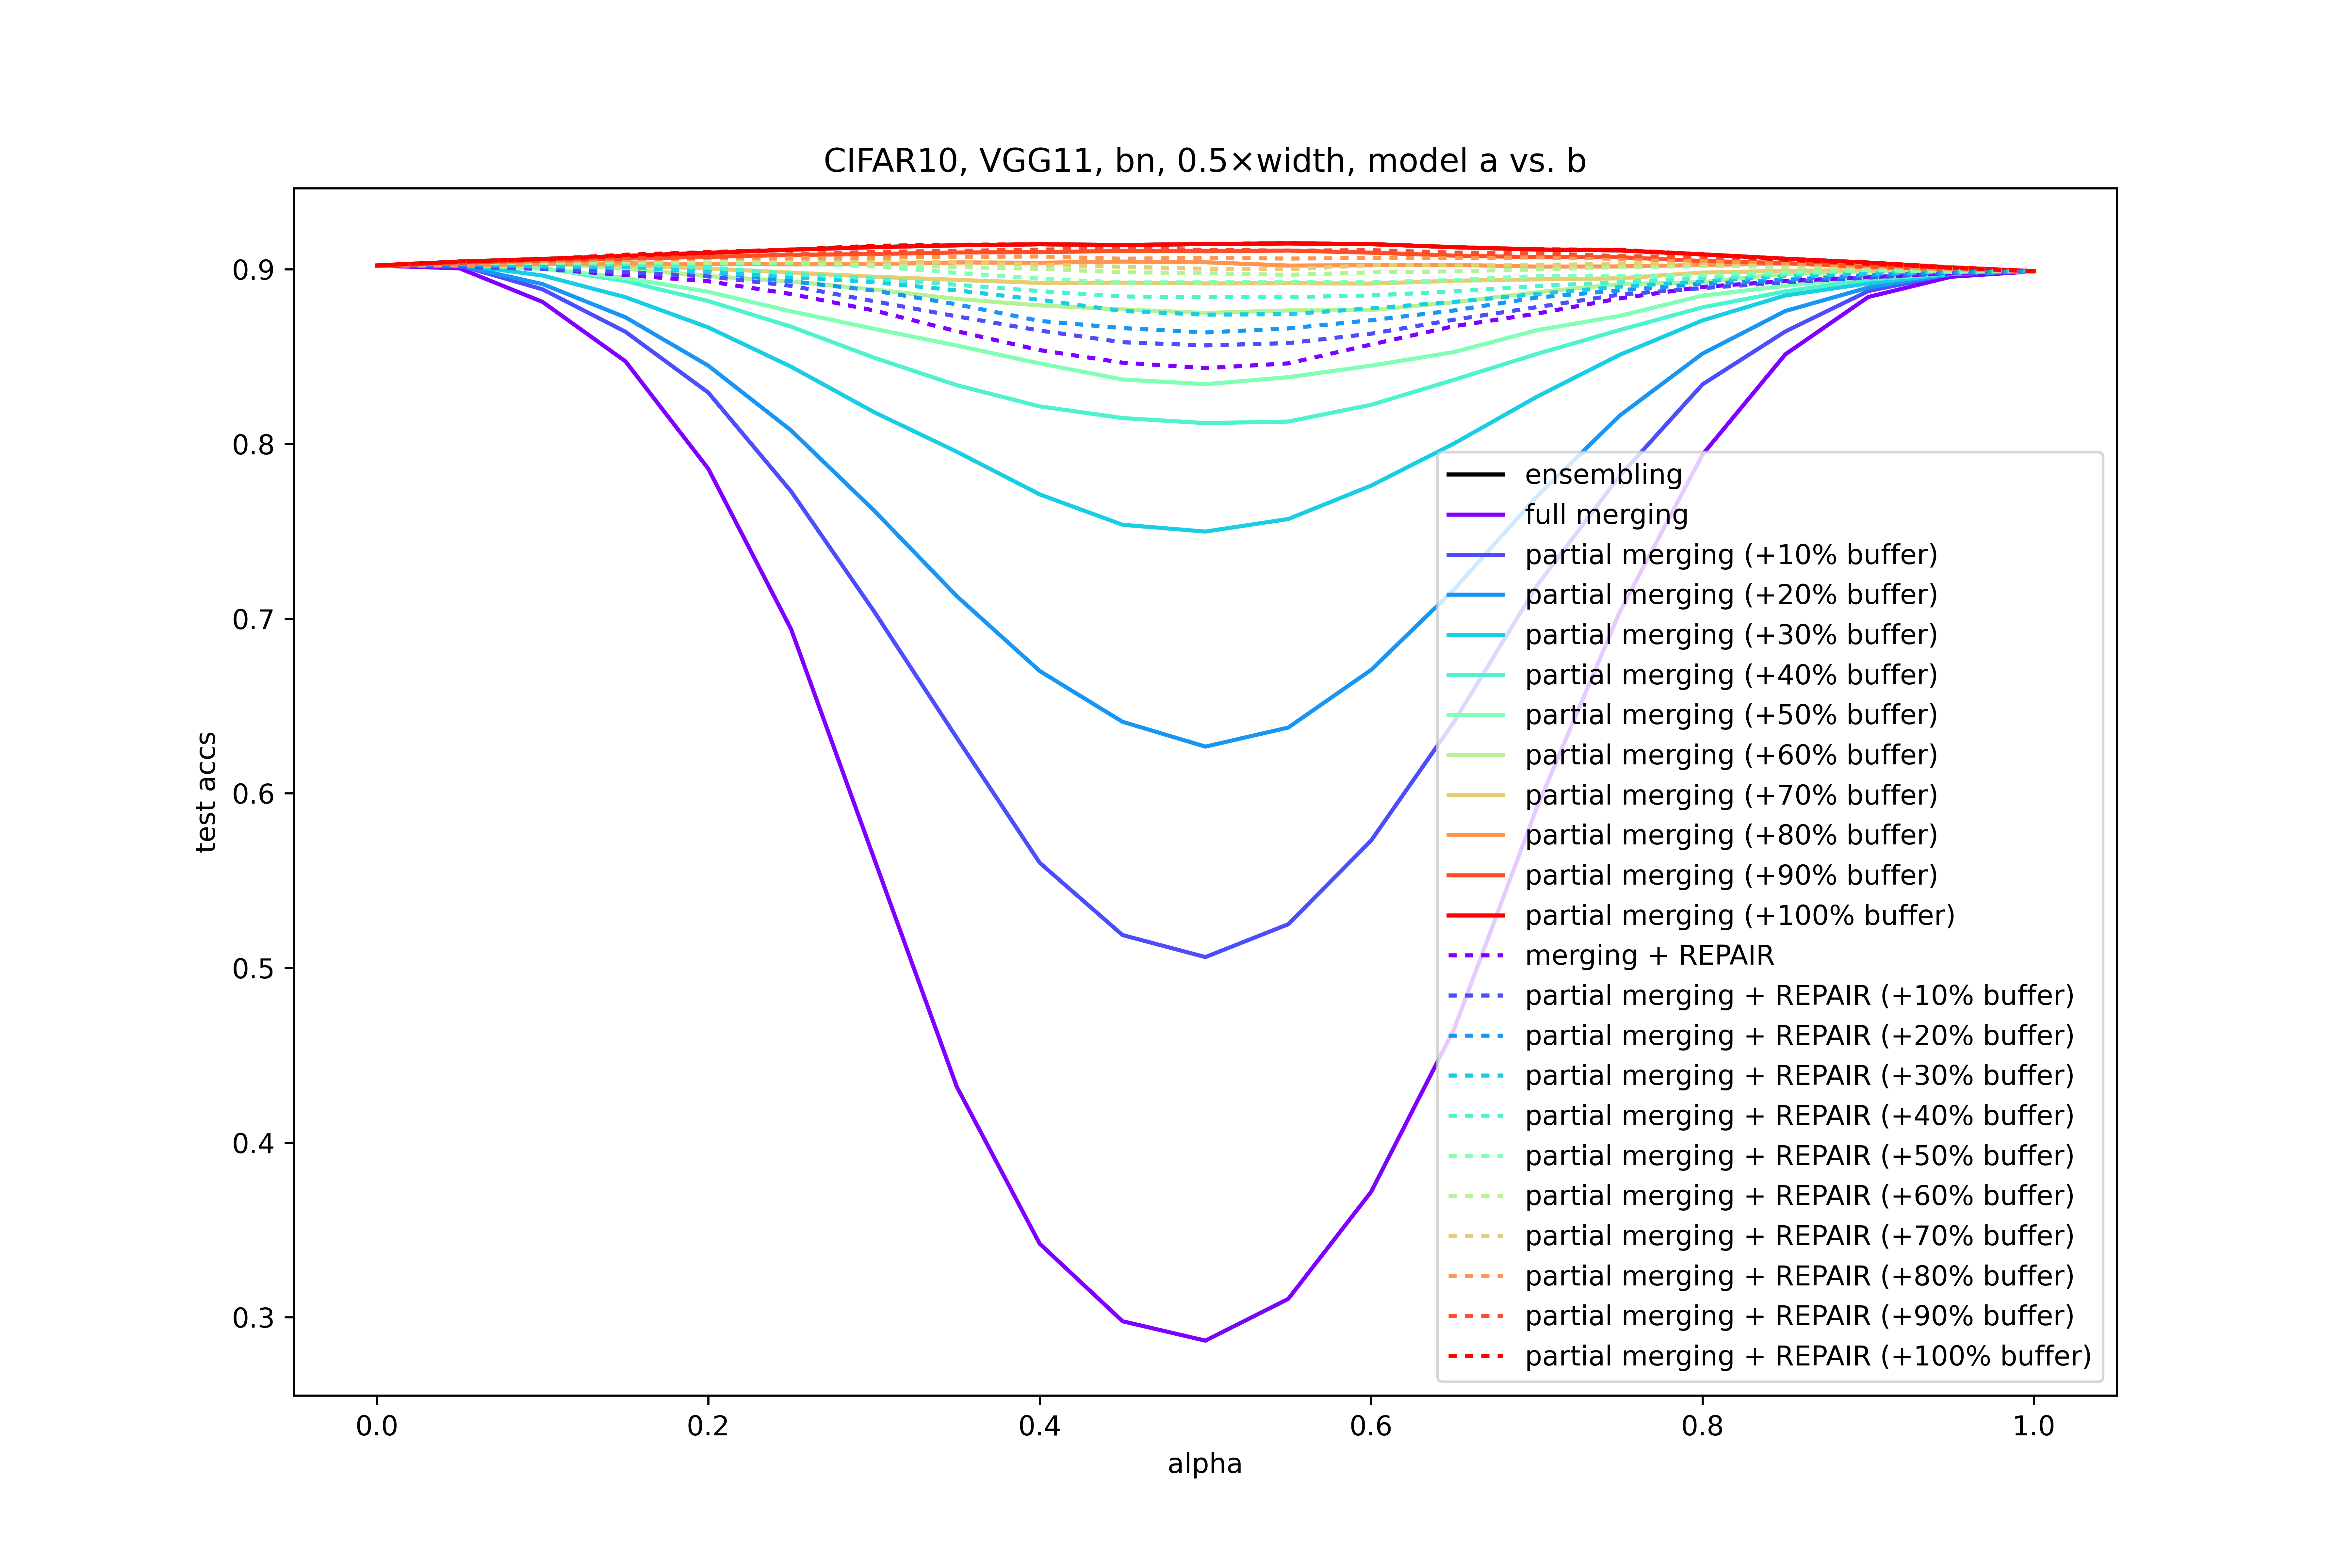 CIFAR10, VGG11, bn, 0.5×width, model a vs. b
test accs
0.9
0.8
0.7
0.6
0.5
0.4
0.3
ensembling
full merging
partial merging (+10% buffer)
partial merging (+20% buffer)
partial merging (+30% buffer)
partial merging (+40% buffer)
partial merging (+50% buffer)
partial merging (+60% buffer)
partial merging (+70% buffer)
partial merging (+80% buffer)
partial merging (+90% buffer)
partial merging (+100% buffer)
merging + REPAIR
partial merging + REPAIR (+10% buffer)
partial merging + REPAIR (+20% buffer)
partial merging + REPAIR (+30% buffer)
partial merging + REPAIR (+40% buffer)
partial merging + REPAIR (+50% buffer)
partial merging + REPAIR (+60% buffer)
partial merging + REPAIR (+70% buffer)
partial merging + REPAIR (+80% buffer)
partial merging + REPAIR (+90% buffer)
partial merging + REPAIR (+100% buffer)
0.0 0.2 0.4 0.6 0.8 1.0
alpha